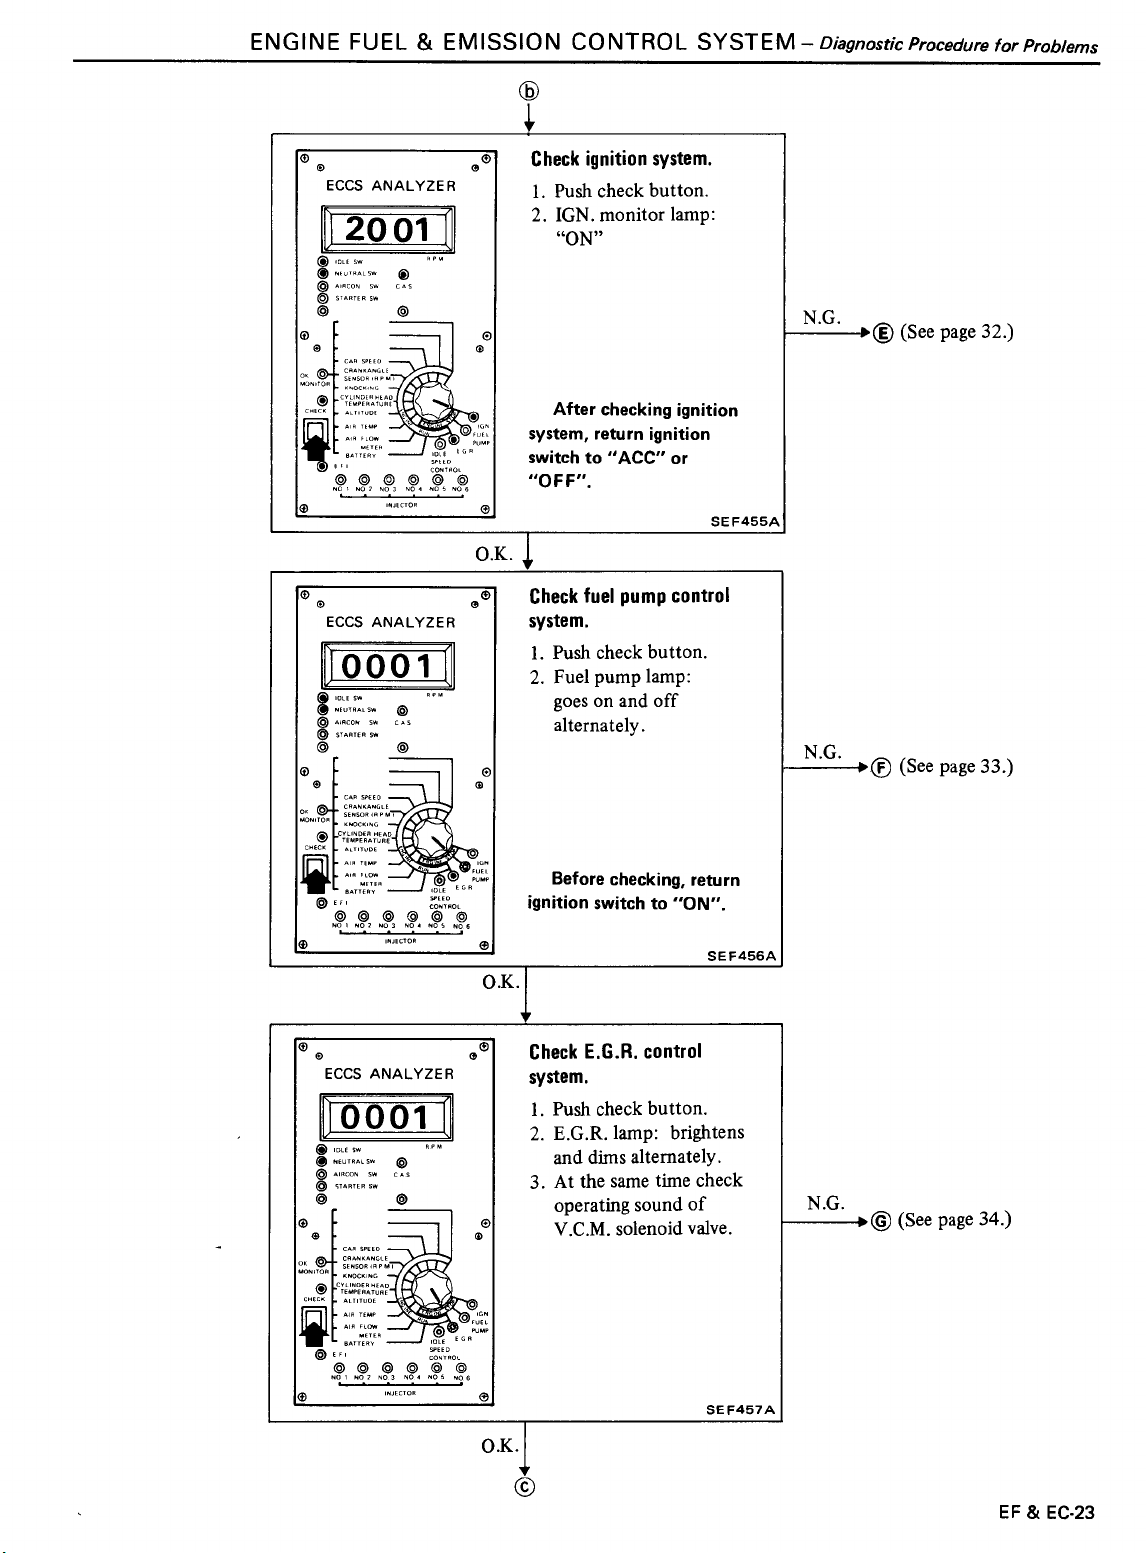 ENGINE FUEL & EMISSION CONTROL SYSTEM – Diagnostic Procedure for Problems
b
ECCS ANALYZER
2001
RPM
IDLE SW
NEUTRAL SW
AIRCON SW CAS
STARTER SW
CAR SPEED
CRANKANGLE
SENSOR (RPM)
OK
MONITOR
KNOCKING
CYLINDER HEAD
TEMPERATURE
CHECK
ALTITUDE
AIR TEMP
AIR FLOW
METER
BATTERY
RUN
IGN
FUEL
PUMP
EGR
IDLE
SPEED
CONTROL
EFI
NO 1 NO 2 NO 3 NO 4 NO 5 NO 6
INJECTOR
Check ignition system.
1. Push check button.
2. IGN. monitor lamp:
“ON”
After checking ignition
system, return ignition
switch to "ACC" or
"OFF".
SEF455A
N.G.
E (See page 32.)
O.K.
ECCS ANALYZER
0001
RPM
IDLE SW
NEUTRAL SW
AIRCON SW CAS
STARTER SW
CAR SPEED
CRANKANGLE
SENSOR (RPM)
OK
MONITOR
KNOCKING
CYLINDER HEAD
TEMPERATURE
CHECK
ALTITUDE
AIR TEMP
AIR FLOW
METER
BATTERY
RUN
IGN
FUEL
PUMP
EGR
IDLE
SPEED
CONTROL
EFI
NO 1 NO 2 NO 3 NO 4 NO 5 NO 6
INJECTOR
Check fuel pump control
system.
1. Push check button.
2. Fuel pump lamp:
goes on and off
alternately.
Before checking, return
ignition switch to "ON".
SEF456A
N.G.
F (See page 33.)
O.K.
ECCS ANALYZER
0001
RPM
IDLE SW
NEUTRAL SW
AIRCON SW CAS
STARTER SW
CAR SPEED
CRANKANGLE
SENSOR (RPM)
OK
MONITOR
KNOCKING
CYLINDER HEAD
TEMPERATURE
CHECK
ALTITUDE
AIR TEMP
AIR FLOW
METER
BATTERY
RUN
IGN
FUEL
PUMP
EGR
IDLE
SPEED
CONTROL
EFI
NO 1 NO 2 NO 3 NO 4 NO 5 NO 6
INJECTOR
Check E.G.R. control
system.
1. Push check button.
2. E.G.R. lamp: brightens
and dims alternately.
3. At the same time check
operating sound of
V.C.M. solenoid valve.
SEF457A
N.G.
G (See page 34.)
O.K.
c
EF & EC-23